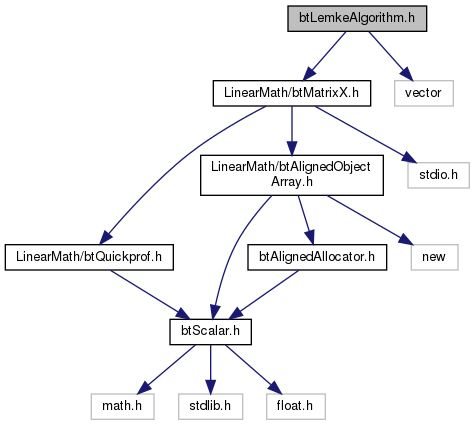 btLemkeAlgorithm.h
LinearMath/btMatrixX.h
vector
LinearMath/btAlignedObject
Array.h
stdio.h
LinearMath/btQuickprof.h
btAlignedAllocator.h
new
btScalar.h
math.h
stdlib.h
float.h